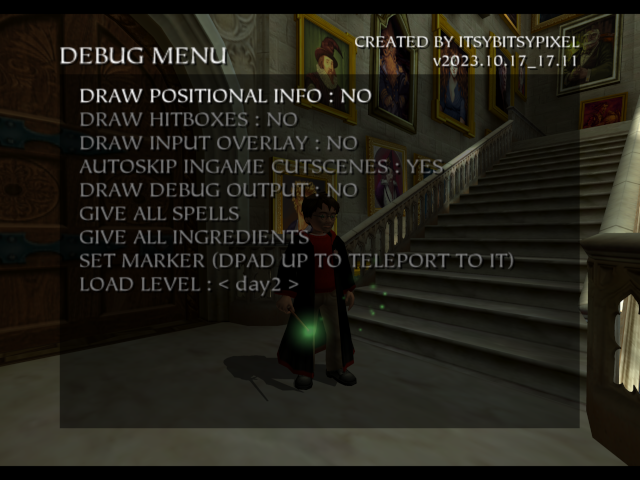 DEBUG MENU
CREATED BY ITSYBITSYPIXEL
v2023.10.17_17.11
DRAW POSITIONAL INFO : NO
DRAW HITBOXES : NO
DRAW INPUT OVERLAY : NO
AUTOSKIP INGAME CUTSCENES : YES
DRAW DEBUG OUTPUT : NO
GIVE ALL SPELLS
GIVE ALL INGREDIENTS
SET MARKER (DPAD UP TO TELEPORT TO IT)
LOAD LEVEL : < day2 >